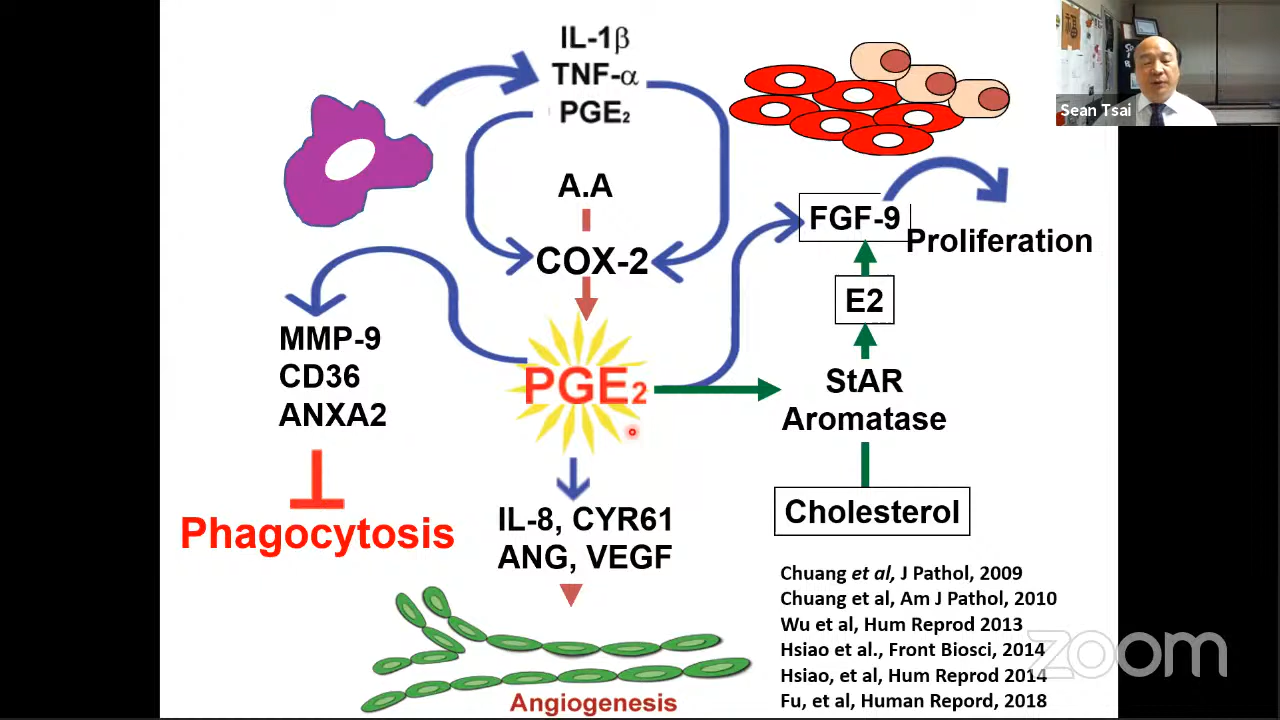 IL-1β
TNF-α
PGE₂
A.A
COX-2
PGE₂
MMP-9
CD36
ANXA2
Phagocytosis
IL-8, CYR61
ANG, VEGF
Angiogenesis
FGF-9
Proliferation
E2
StAR
Aromatase
Cholesterol
Chuang et al, J Pathol, 2009
Chuang et al, Am J Pathol, 2010
Wu et al, Hum Reprod 2013
Hsiao et al., Front Biosci, 2014
Hsiao, et al, Hum Reprod 2014
Fu, et al, Human Repord, 2018
Sean Tsai
zoom